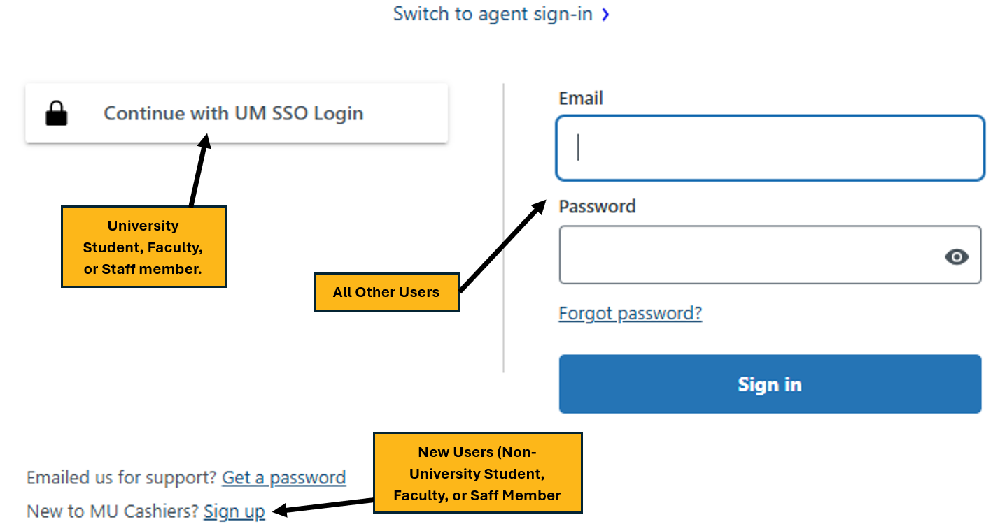 Switch to agent sign-in
Continue with UM SSO Login
University
Student, Faculty,
or Staff member.
Email
Password
All Other Users
Forgot password?
Sign in
New Users (Non-
University Student,
Faculty, or Saff Member
Emailed us for support? Get a password
New to MU Cashiers? Sign up